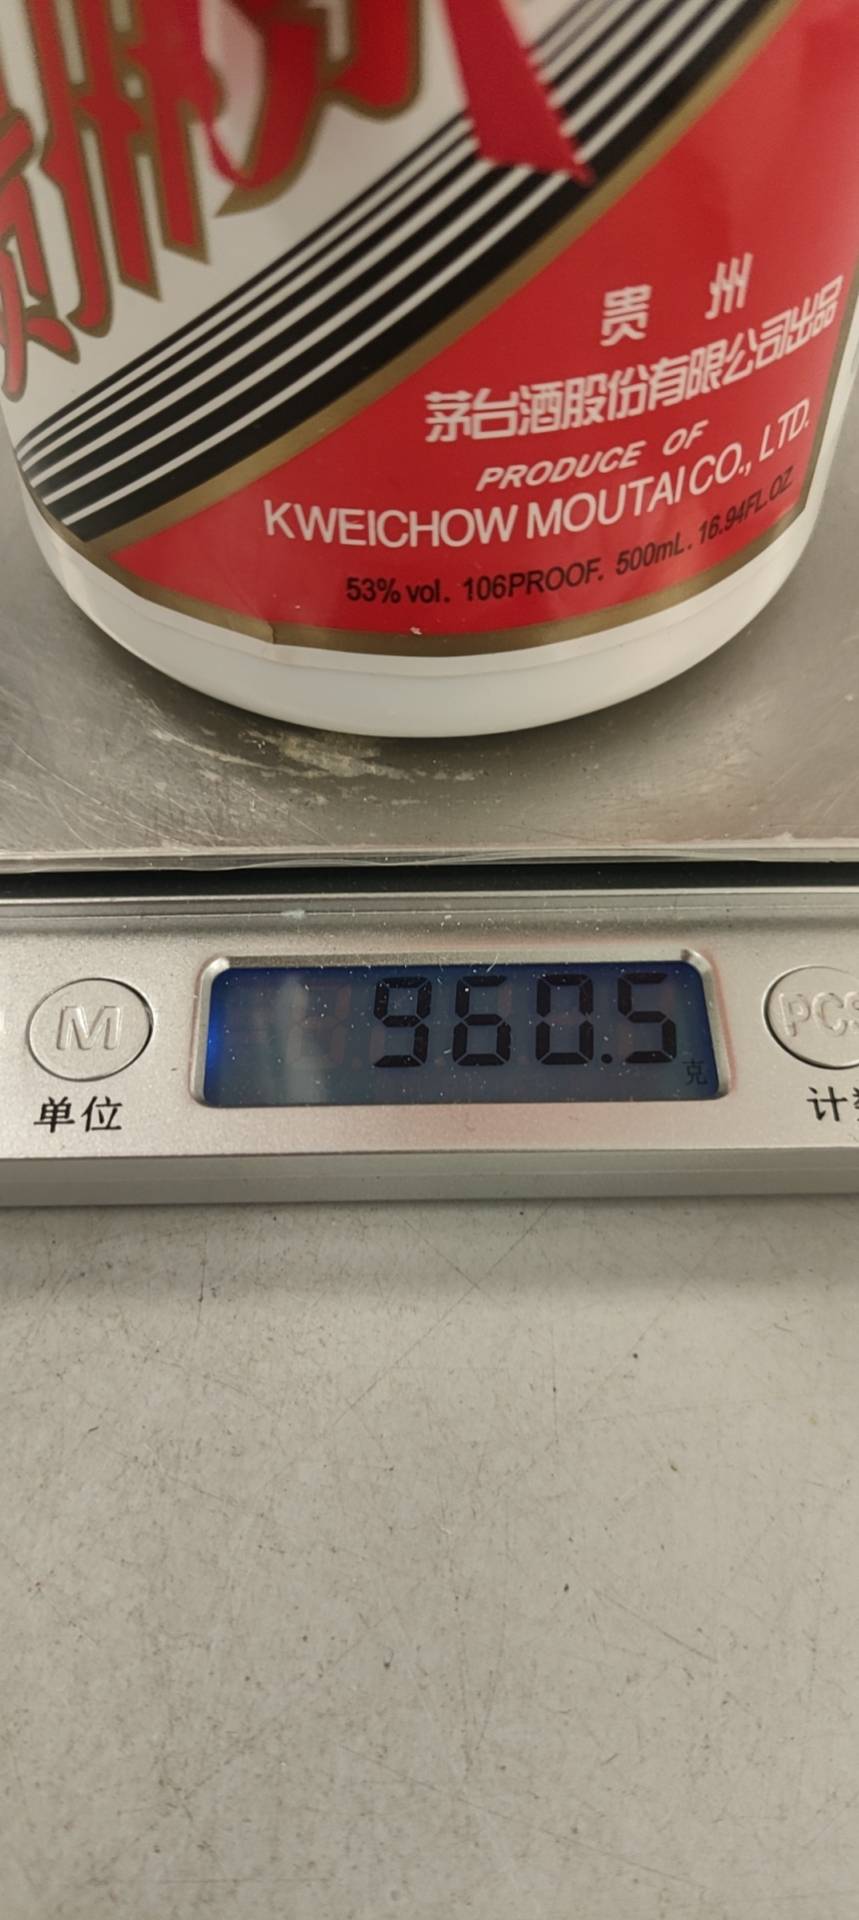 贵州
茅台酒股份有限公司出品
PRODUCE OF
KWEICHOW MOUTAI CO., LTD.
53% vol. 106PROOF. 500mL. 16.94FL.OZ
960.5
克
M
单位
PCS